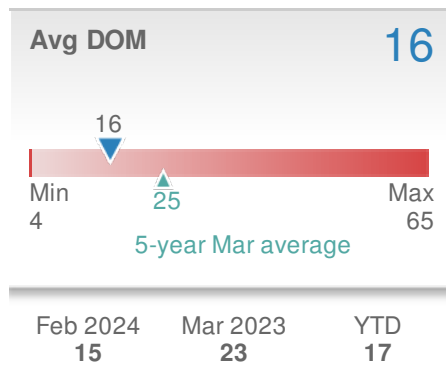 Avg DOM 16
16
Min Max
4 25 65
5-year Mar average
Feb 2024 Mar 2023 YTD
15 23 17